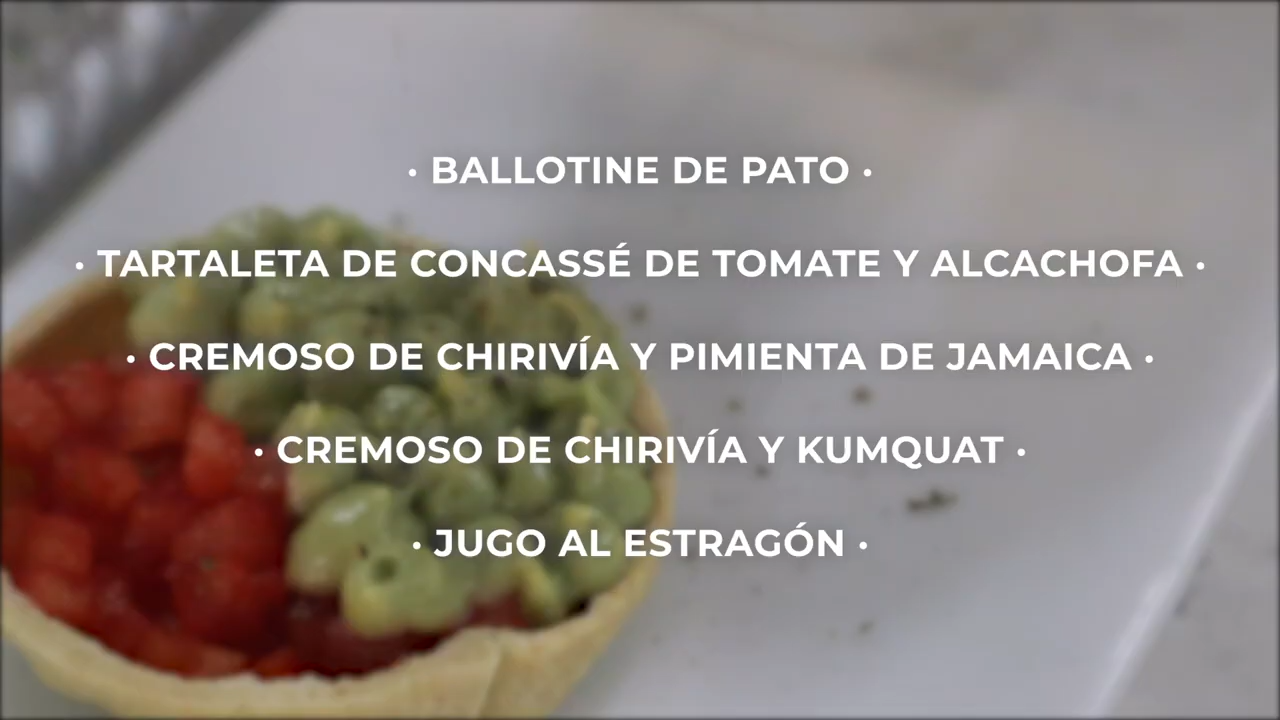 · BALLOTINE DE PATO ·
· TARTALETA DE CONCASSÉ DE TOMATE Y ALCACHOFA ·
· CREMOSO DE CHIRIVÍA Y PIMIENTA DE JAMAICA ·
· CREMOSO DE CHIRIVÍA Y KUMQUAT ·
· JUGO AL ESTRAGÓN ·